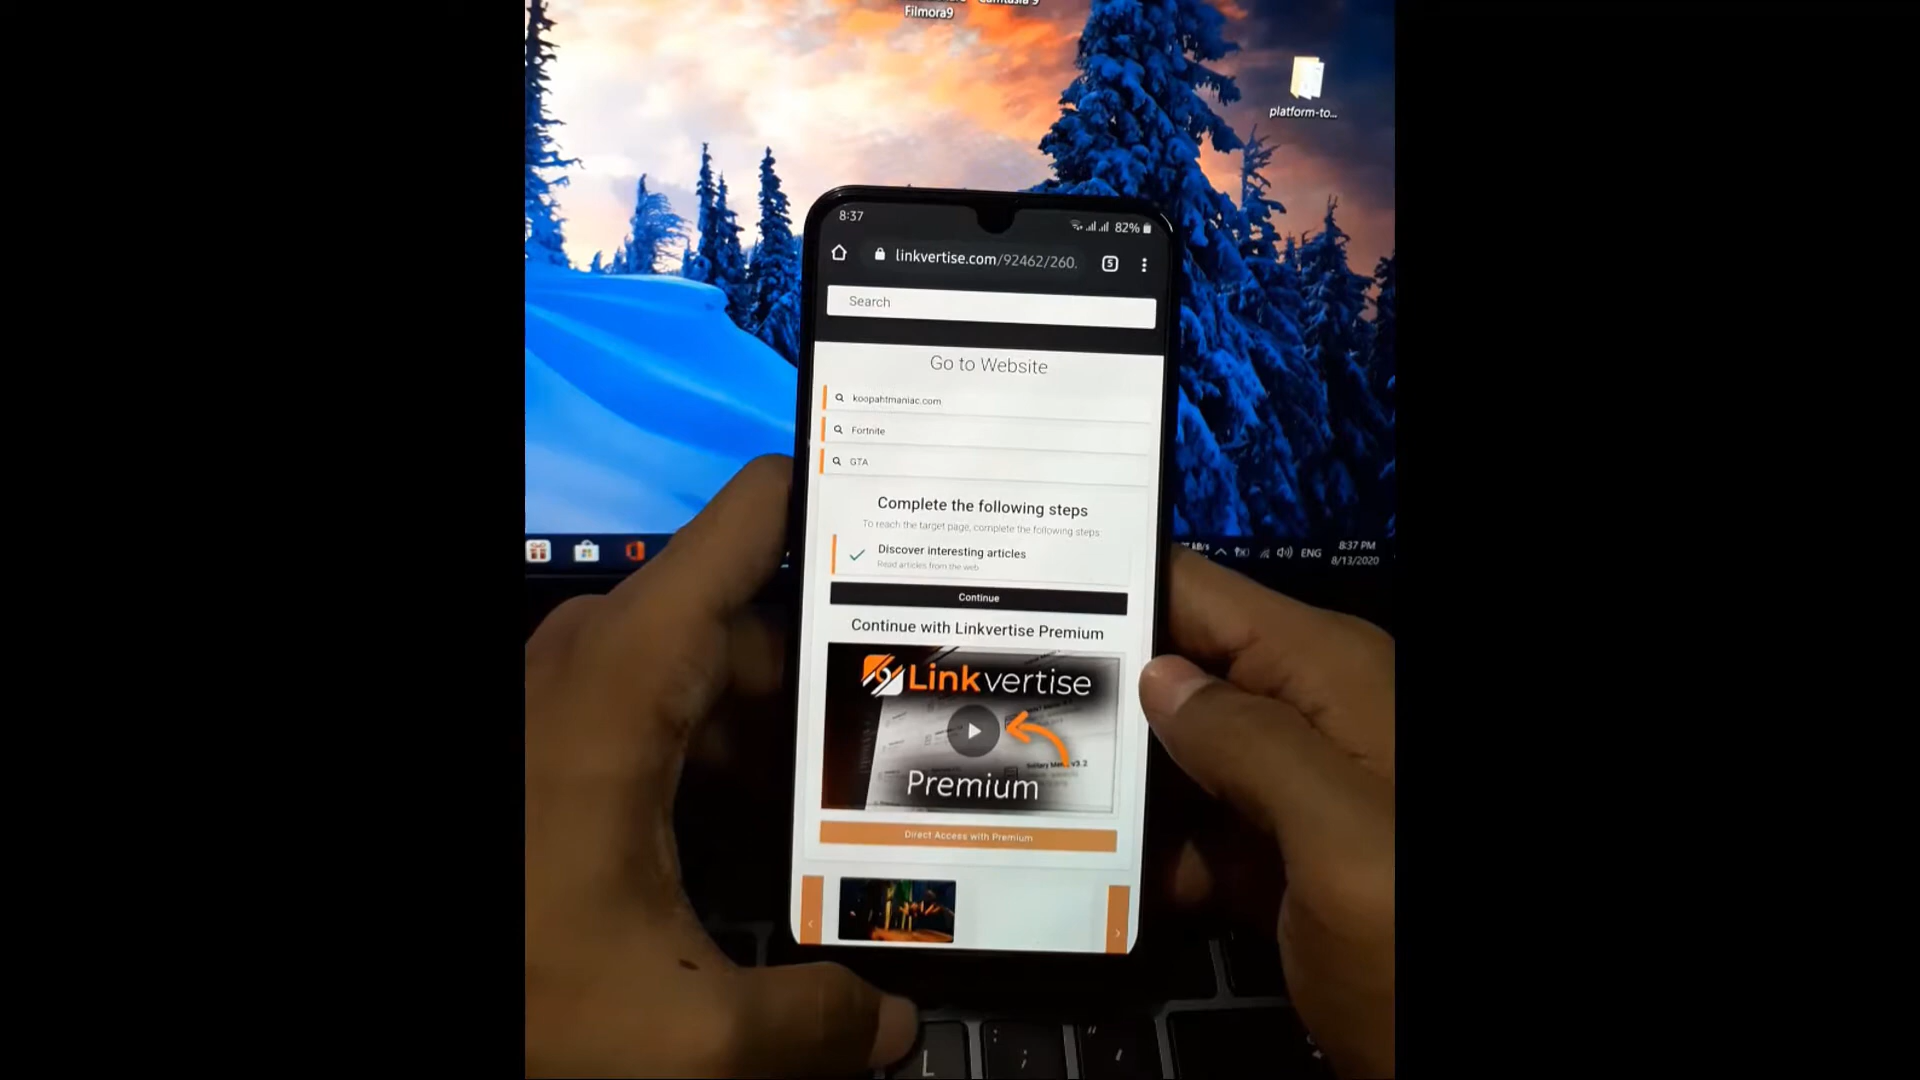 Filmora9
platform-to...
8:37
82%
linkvertise.com/92462/260.
5
Search
Go to Website
koopahtmaniac.com
Fortnite
GTA
Complete the following steps
To reach the target page, complete the following steps:
Discover interesting articles
Read articles from the web
Continue
Continue with Linkvertise Premium
Linkvertise
Premium
Direct Access with Premium
ENG
8:37 PM
8/13/2020
L
;